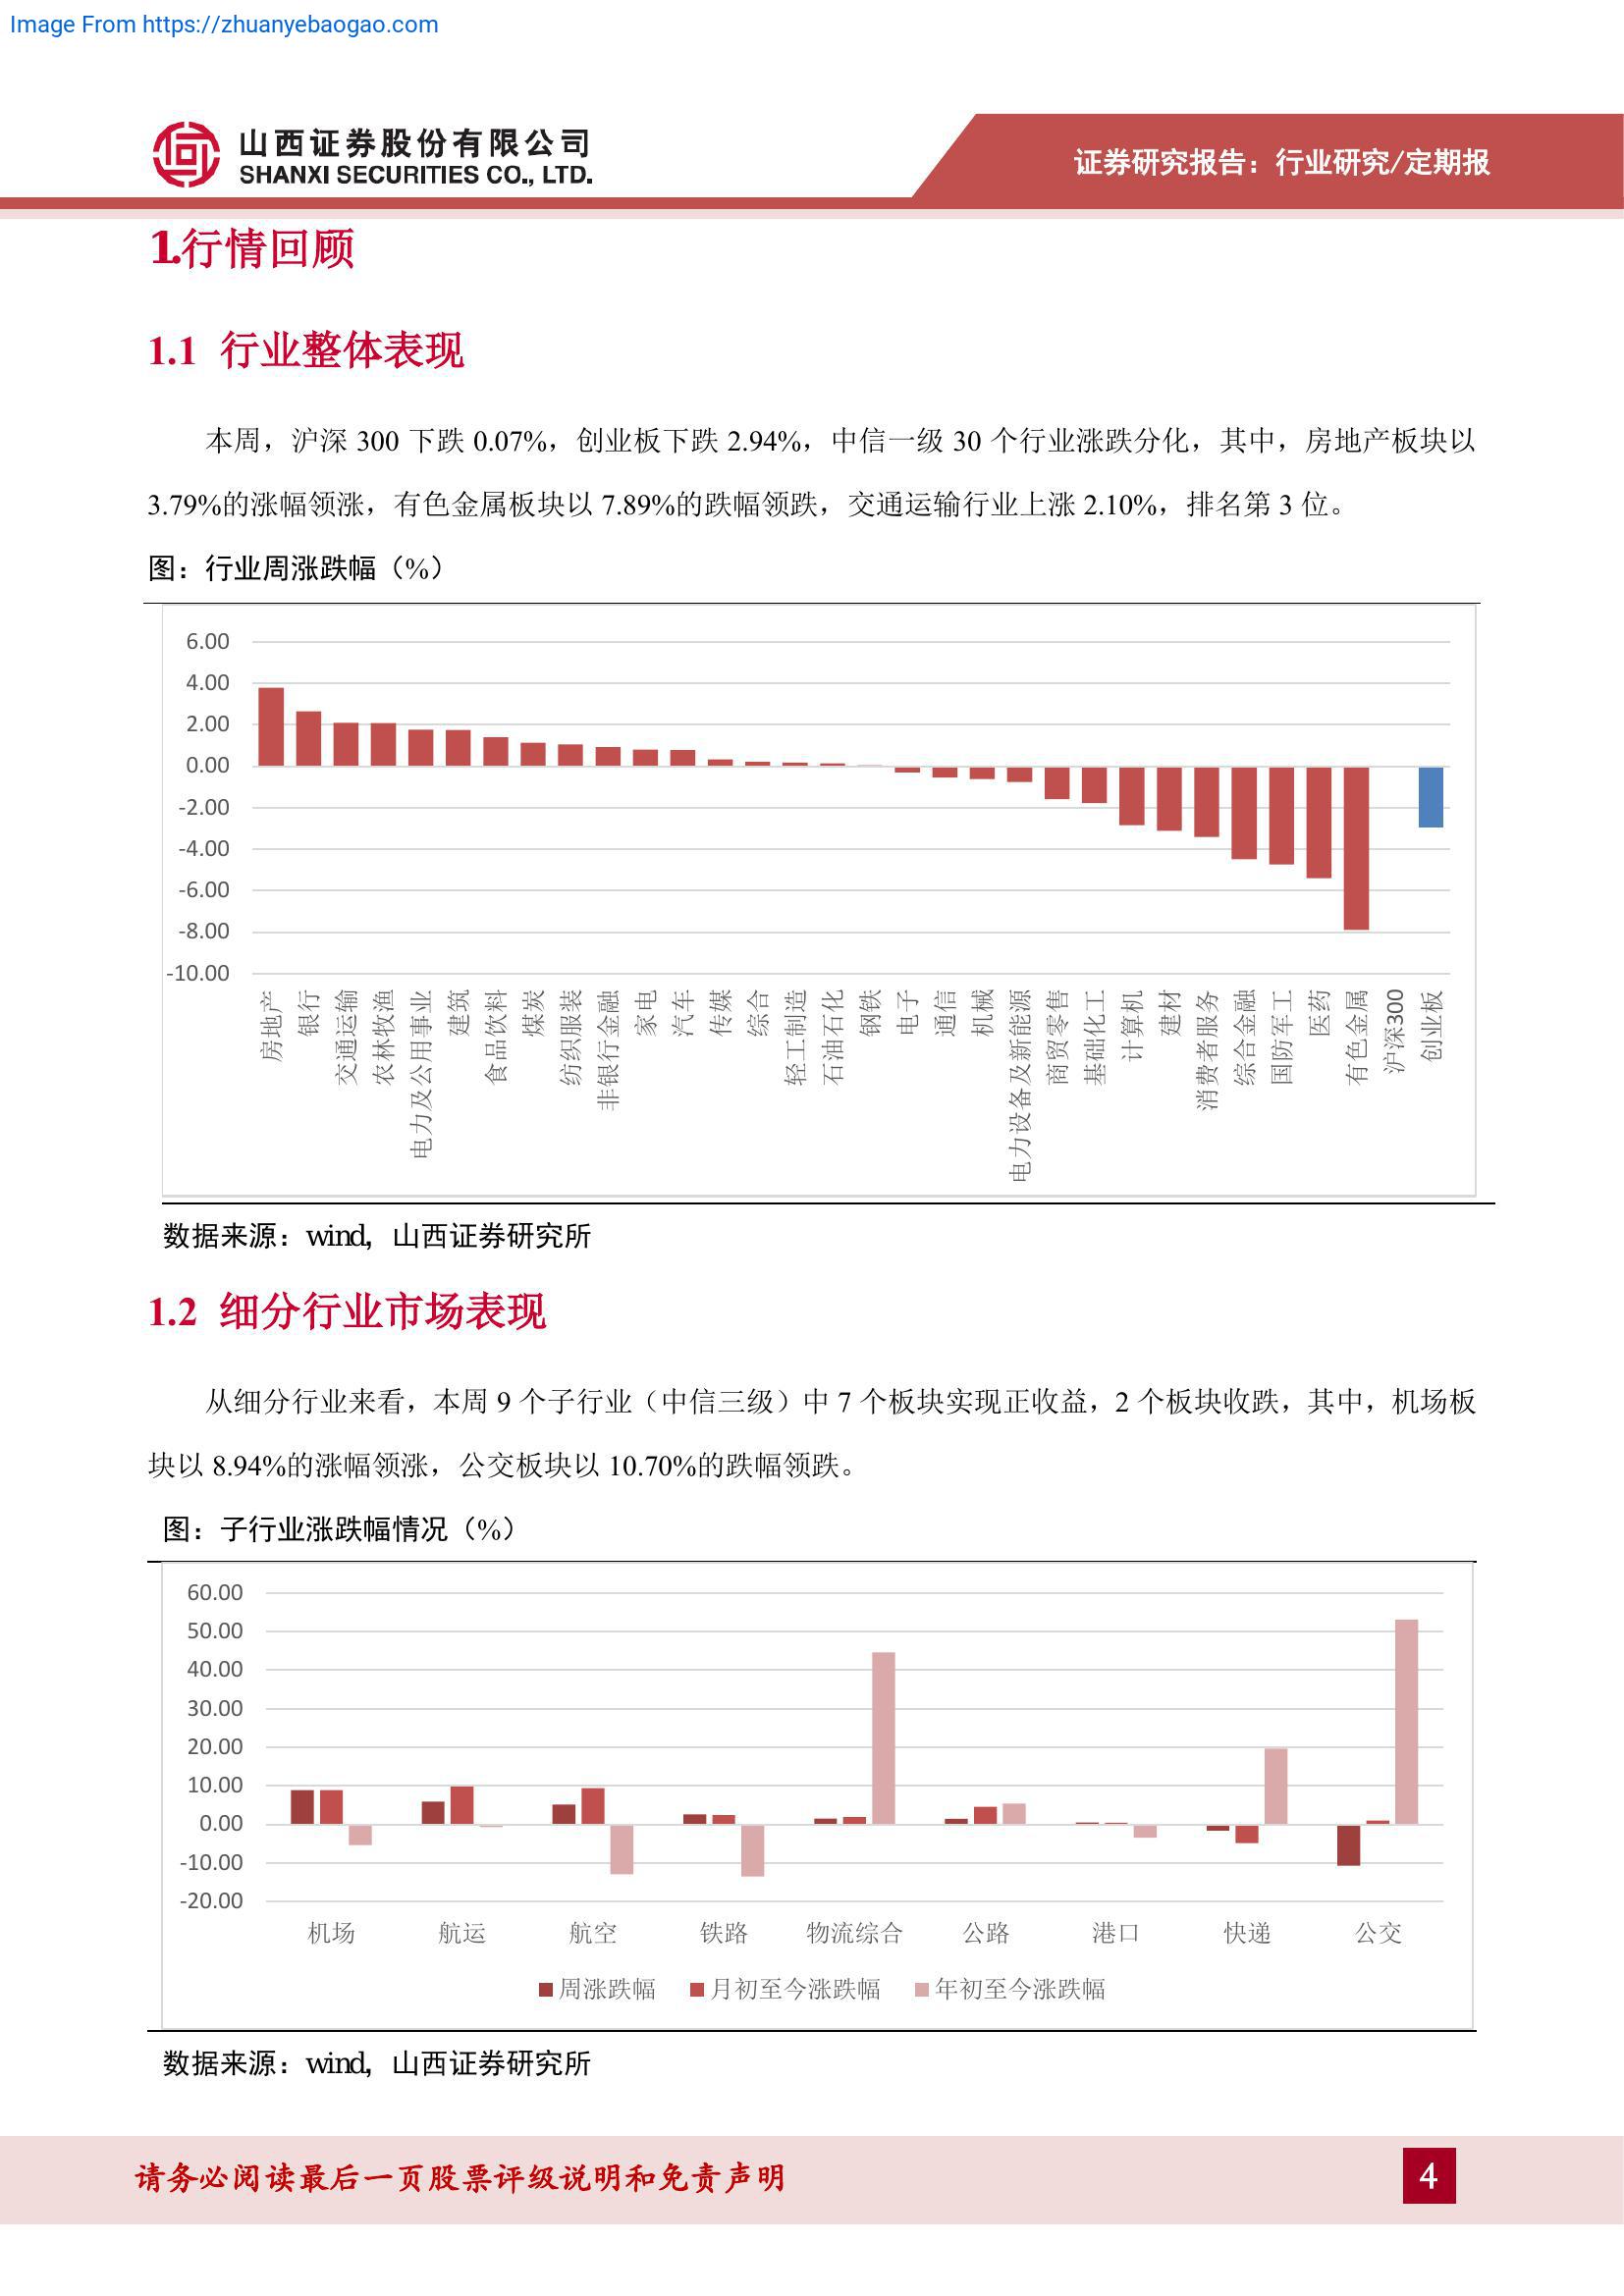 Image From https://zhuanyebaogao.com
山西证券股份有限公司
SHANXI SECURITIES CO., LTD.
证券研究报告：行业研究/定期报
1.行情回顾
1.1 行业整体表现
本周，沪深 300 下跌 0.07%，创业板下跌 2.94%，中信一级 30 个行业涨跌分化，其中，房地产板块以
3.79%的涨幅领涨，有色金属板块以 7.89%的跌幅领跌，交通运输行业上涨 2.10%，排名第 3 位。
图：行业周涨跌幅（%）
6.00
4.00
2.00
0.00
-2.00
-4.00
-6.00
-8.00
-10.00
房地产
银行
交通运输
农林牧渔
电力及公用事业
建筑
食品饮料
煤炭
纺织服装
非银行金融
家电
汽车
传媒
综合
轻工制造
石油石化
钢铁
电子
通信
机械
电力设备及新能源
商贸零售
基础化工
计算机
建材
消费者服务
综合金融
国防军工
医药
有色金属
沪深300
创业板
数据来源：wind，山西证券研究所
1.2 细分行业市场表现
从细分行业来看，本周 9 个子行业（中信三级）中 7 个板块实现正收益，2 个板块收跌，其中，机场板
块以 8.94%的涨幅领涨，公交板块以 10.70%的跌幅领跌。
图：子行业涨跌幅情况（%）
60.00
50.00
40.00
30.00
20.00
10.00
0.00
-10.00
-20.00
机场 航运 航空 铁路 物流综合 公路 港口 快递 公交
周涨跌幅 月初至今涨跌幅 年初至今涨跌幅
数据来源：wind，山西证券研究所
请务必阅读最后一页股票评级说明和免责声明
4